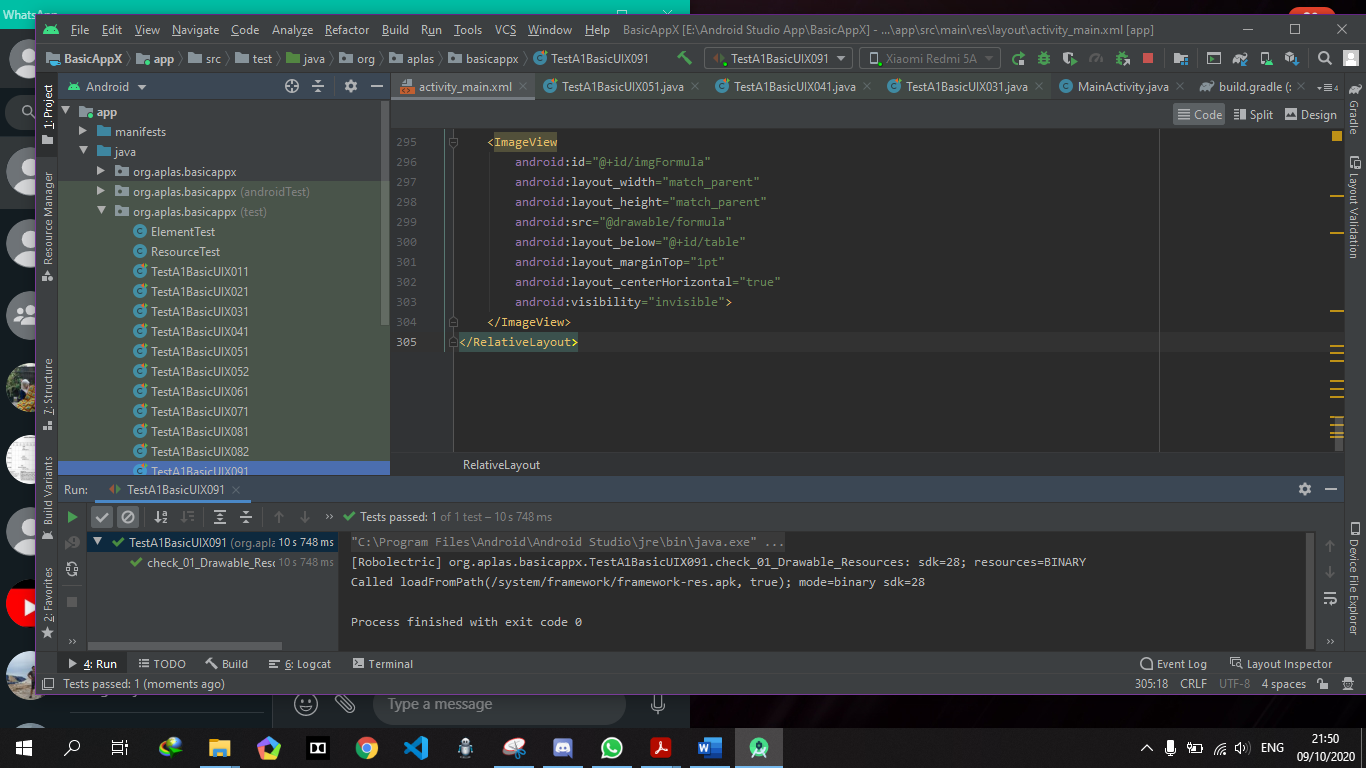 WhatsApp
File Edit View Navigate Code Analyze Refactor Build Run Tools VCS Window Help BasicAppX [E:\Android Studio App\BasicAppX] - ...\app\src\main\res\layout\activity_main.xml [app]
BasicAppX app src test java org aplas basicappx TestA1BasicUIX091 TestA1BasicUIX091 Xiaomi Redmi 5A
Android activity_main.xml TestA1BasicUIX051.java TestA1BasicUIX041.java TestA1BasicUIX031.java MainActivity.java build.gradle (: 4
Code Split Design
1: Project
Resource Manager
7: Structure
Build Variants
2: Favorites
app
manifests
java
org.aplas.basicappx
org.aplas.basicappx (androidTest)
org.aplas.basicappx (test)
ElementTest
ResourceTest
TestA1BasicUIX011
TestA1BasicUIX021
TestA1BasicUIX031
TestA1BasicUIX041
TestA1BasicUIX051
TestA1BasicUIX052
TestA1BasicUIX061
TestA1BasicUIX071
TestA1BasicUIX081
TestA1BasicUIX082
TestA1BasicUIX091
295 <ImageView
296 android:id="@+id/imgFormula"
297 android:layout_width="match_parent"
298 android:layout_height="match_parent"
299 android:src="@drawable/formula"
300 android:layout_below="@+id/table"
301 android:layout_marginTop="1pt"
302 android:layout_centerHorizontal="true"
303 android:visibility="invisible">
304 </ImageView>
305 </RelativeLayout>
RelativeLayout
Gradle
Layout Validation
Device File Explorer
Run: TestA1BasicUIX091
Tests passed: 1 of 1 test – 10 s 748 ms
TestA1BasicUIX091 (org.apla 10 s 748 ms
check_01_Drawable_Reso 10 s 748 ms
"C:\Program Files\Android\Android Studio\jre\bin\java.exe" ...
[Robolectric] org.aplas.basicappx.TestA1BasicUIX091.check_01_Drawable_Resources: sdk=28; resources=BINARY
Called loadFromPath(/system/framework/framework-res.apk, true); mode=binary sdk=28
Process finished with exit code 0
4: Run TODO Build 6: Logcat Terminal Event Log Layout Inspector
Tests passed: 1 (moments ago) 305:18 CRLF UTF-8 4 spaces
Type a message
ENG
21:50
09/10/2020